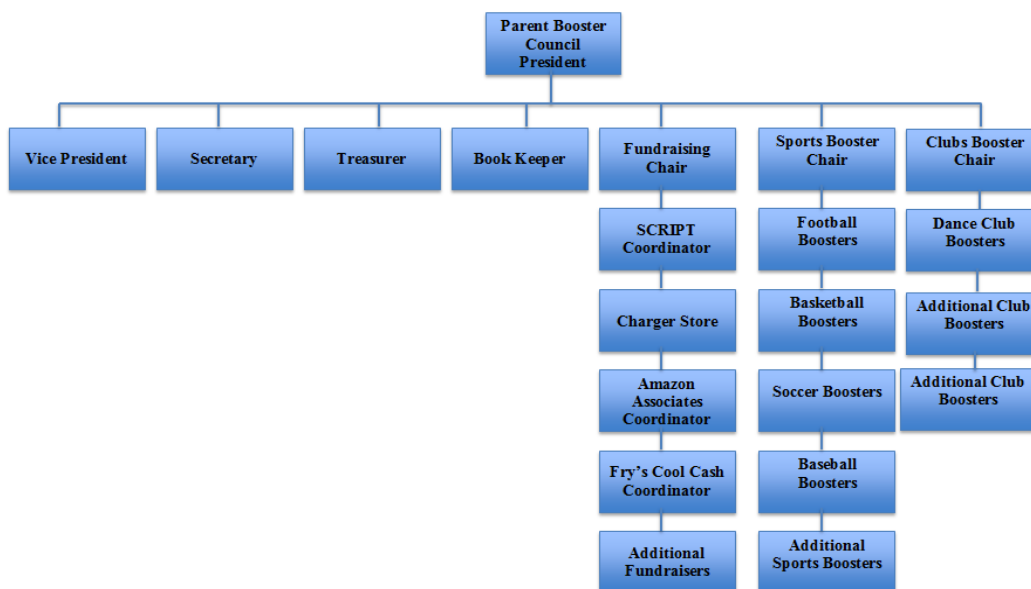 Parent Booster
Council
President
Vice President
Secretary
Treasurer
Book Keeper
Fundraising
Chair
Sports Booster
Chair
Clubs Booster
Chair
SCRIPT
Coordinator
Football
Boosters
Dance Club
Boosters
Charger Store
Basketball
Boosters
Additional Club
Boosters
Amazon
Associates
Coordinator
Soccer Boosters
Additional Club
Boosters
Fry's Cool Cash
Coordinator
Baseball
Boosters
Additional
Fundraisers
Additional
Sports Boosters